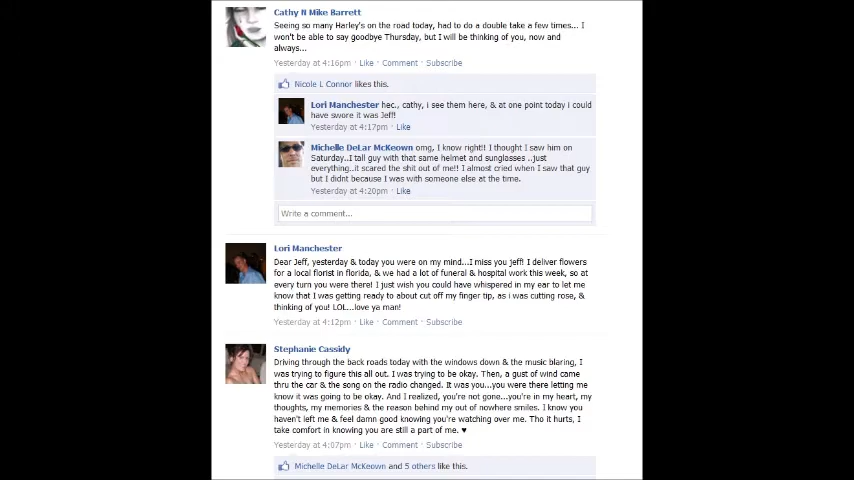 Cathy N Mike Barrett
Seeing so many Harley's on the road today, had to do a double take a few times... I
won't be able to say goodbye Thursday, but I will be thinking of you, now and
always...
Yesterday at 4:16pm · Like · Comment · Subscribe
Nicole L Connor likes this.
Lori Manchester hec., cathy, i see them here, & at one point today i could
have swore it was Jeff!
Yesterday at 4:17pm · Like
Michelle DeLar McKeown omg, I know right!! I thought I saw him on
Saturday..I tall guy with that same helmet and sunglasses ..just
everything..it scared the shit out of me!! I almost cried when I saw that guy
but I didnt because I was with someone else at the time.
Yesterday at 4:20pm · Like
Write a comment...
Lori Manchester
Dear Jeff, yesterday & today you were on my mind...I miss you jeff! I deliver flowers
for a local florist in florida, & we had a lot of funeral & hospital work this week, so at
every turn you were there! I just wish you could have whispered in my ear to let me
know that I was getting ready to about cut off my finger tip, as i was cutting rose, &
thinking of you! LOL...love ya man!
Yesterday at 4:12pm · Like · Comment · Subscribe
Stephanie Cassidy
Driving through the back roads today with the windows down & the music blaring, I
was trying to figure this all out. I was trying to be okay. Then, a gust of wind came
thru the car & the song on the radio changed. It was you...you were there letting me
know it was going to be okay. And I realized, you're not gone...you're in my heart, my
thoughts, my memories & the reason behind my out of nowhere smiles. I know you
haven't left me & feel damn good knowing you're watching over me. Tho it hurts, I
take comfort in knowing you are still a part of me. ♥
Yesterday at 4:07pm · Like · Comment · Subscribe
Michelle DeLar McKeown and 5 others like this.